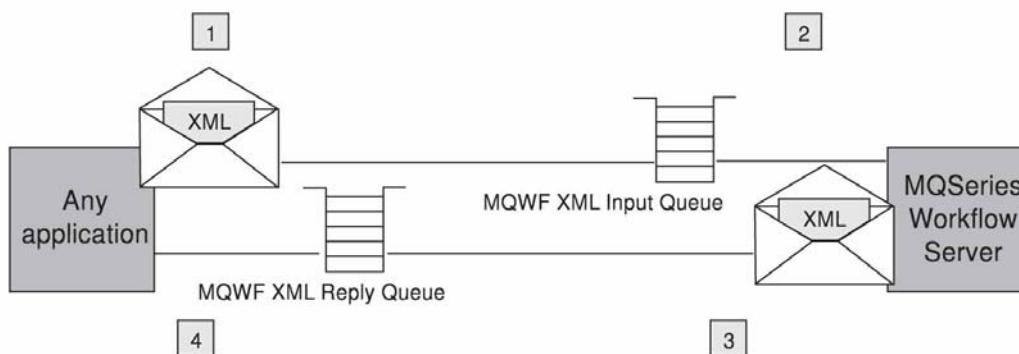 1
2
XML
Any
application
MQWF XML Input Queue
MQSeries
Workflow
Server
XML
MQWF XML Reply Queue
4
3